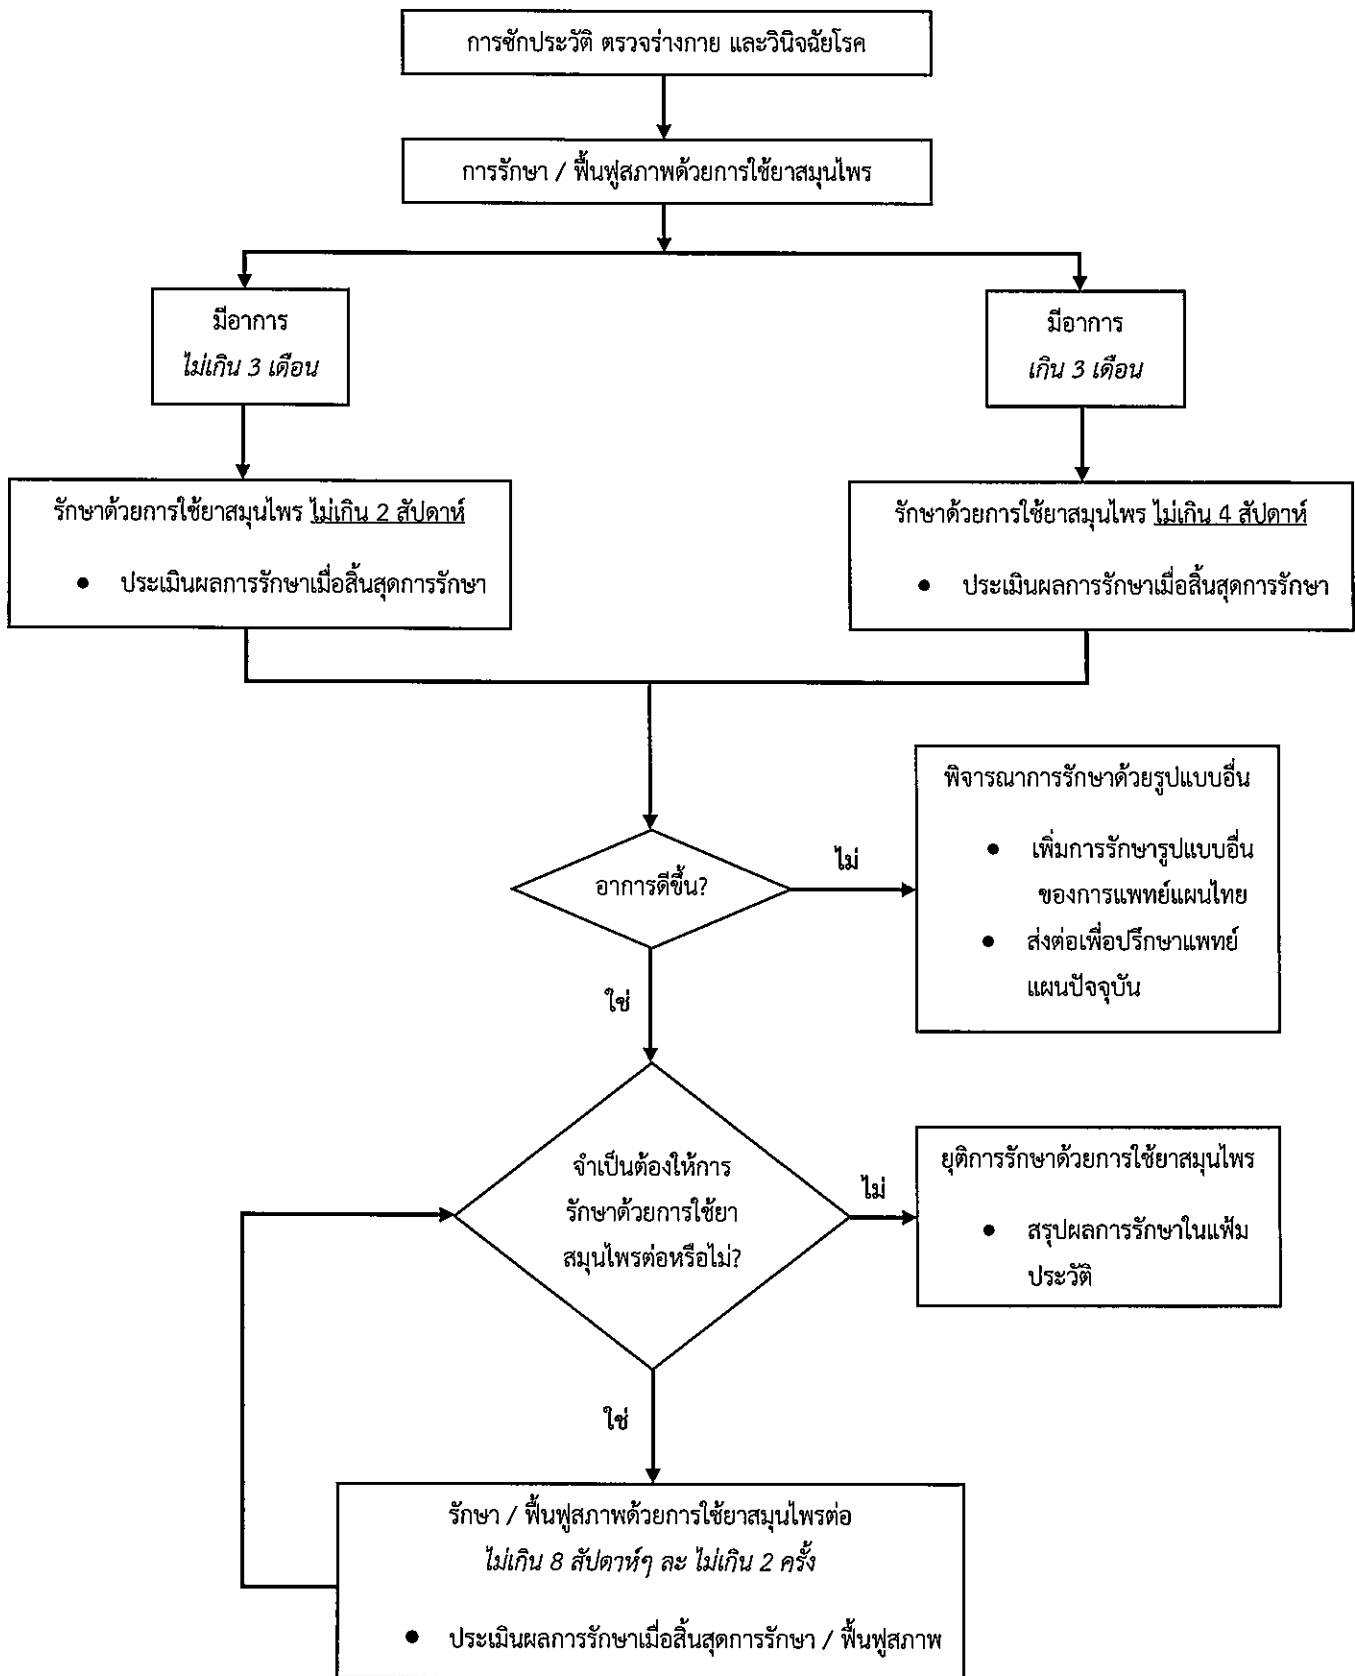 การซักประวัติ ตรวจร่างกาย และวินิจฉัยโรค
การรักษา / ฟื้นฟูสภาพด้วยการใช้ยาสมุนไพร
มีอาการ
ไม่เกิน 3 เดือน
มีอาการ
เกิน 3 เดือน
รักษาด้วยการใช้ยาสมุนไพร ไม่เกิน 2 สัปดาห์
● ประเมินผลการรักษาเมื่อสิ้นสุดการรักษา
รักษาด้วยการใช้ยาสมุนไพร ไม่เกิน 4 สัปดาห์
● ประเมินผลการรักษาเมื่อสิ้นสุดการรักษา
อาการดีขึ้น?
ไม่
พิจารณาการรักษาด้วยรูปแบบอื่น
● เพิ่มการรักษารูปแบบอื่น
ของการแพทย์แผนไทย
● ส่งต่อเพื่อปรึกษาแพทย์
แผนปัจจุบัน
ใช่
จำเป็นต้องให้การ
รักษาด้วยการใช้ยา
สมุนไพรต่อหรือไม่?
ไม่
ยุติการรักษาด้วยการใช้ยาสมุนไพร
● สรุปผลการรักษาในแฟ้ม
ประวัติ
ใช่
รักษา / ฟื้นฟูสภาพด้วยการใช้ยาสมุนไพรต่อ
ไม่เกิน 8 สัปดาห์ๆ ละ ไม่เกิน 2 ครั้ง
● ประเมินผลการรักษาเมื่อสิ้นสุดการรักษา / ฟื้นฟูสภาพ